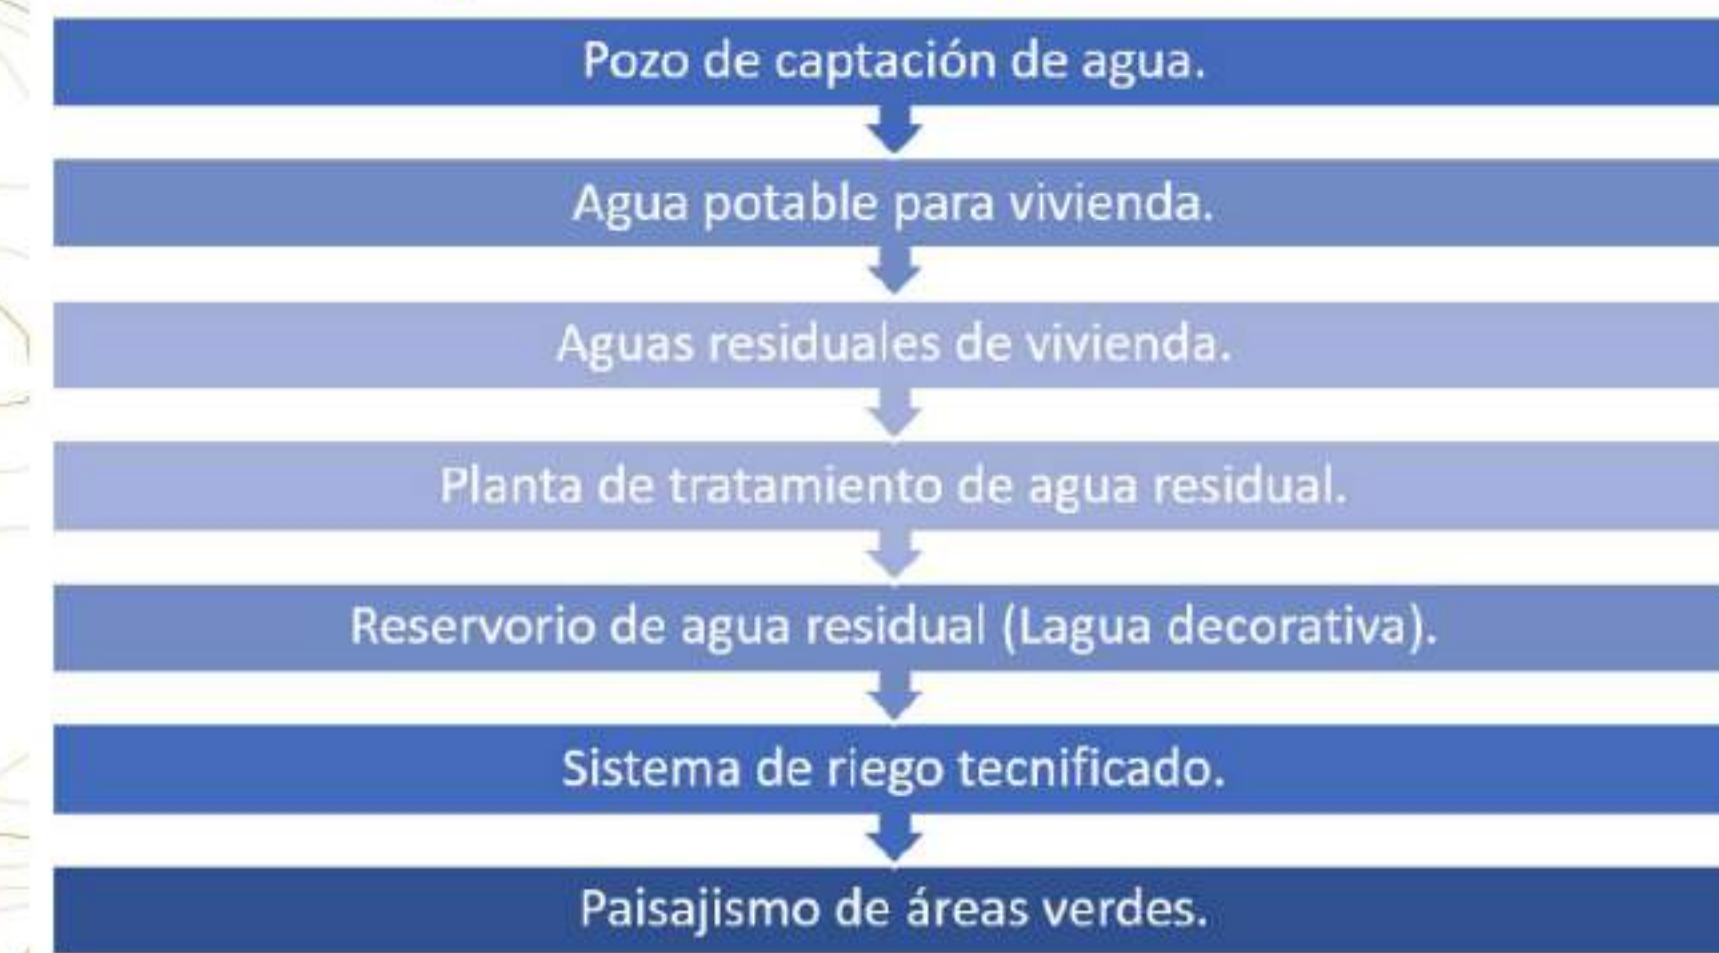 Pozo de captación de agua.
Agua potable para vivienda.
Aguas residuales de vivienda.
Planta de tratamiento de agua residual.
Reservorio de agua residual (Lagua decorativa).
Sistema de riego tecnificado.
Paisajismo de áreas verdes.